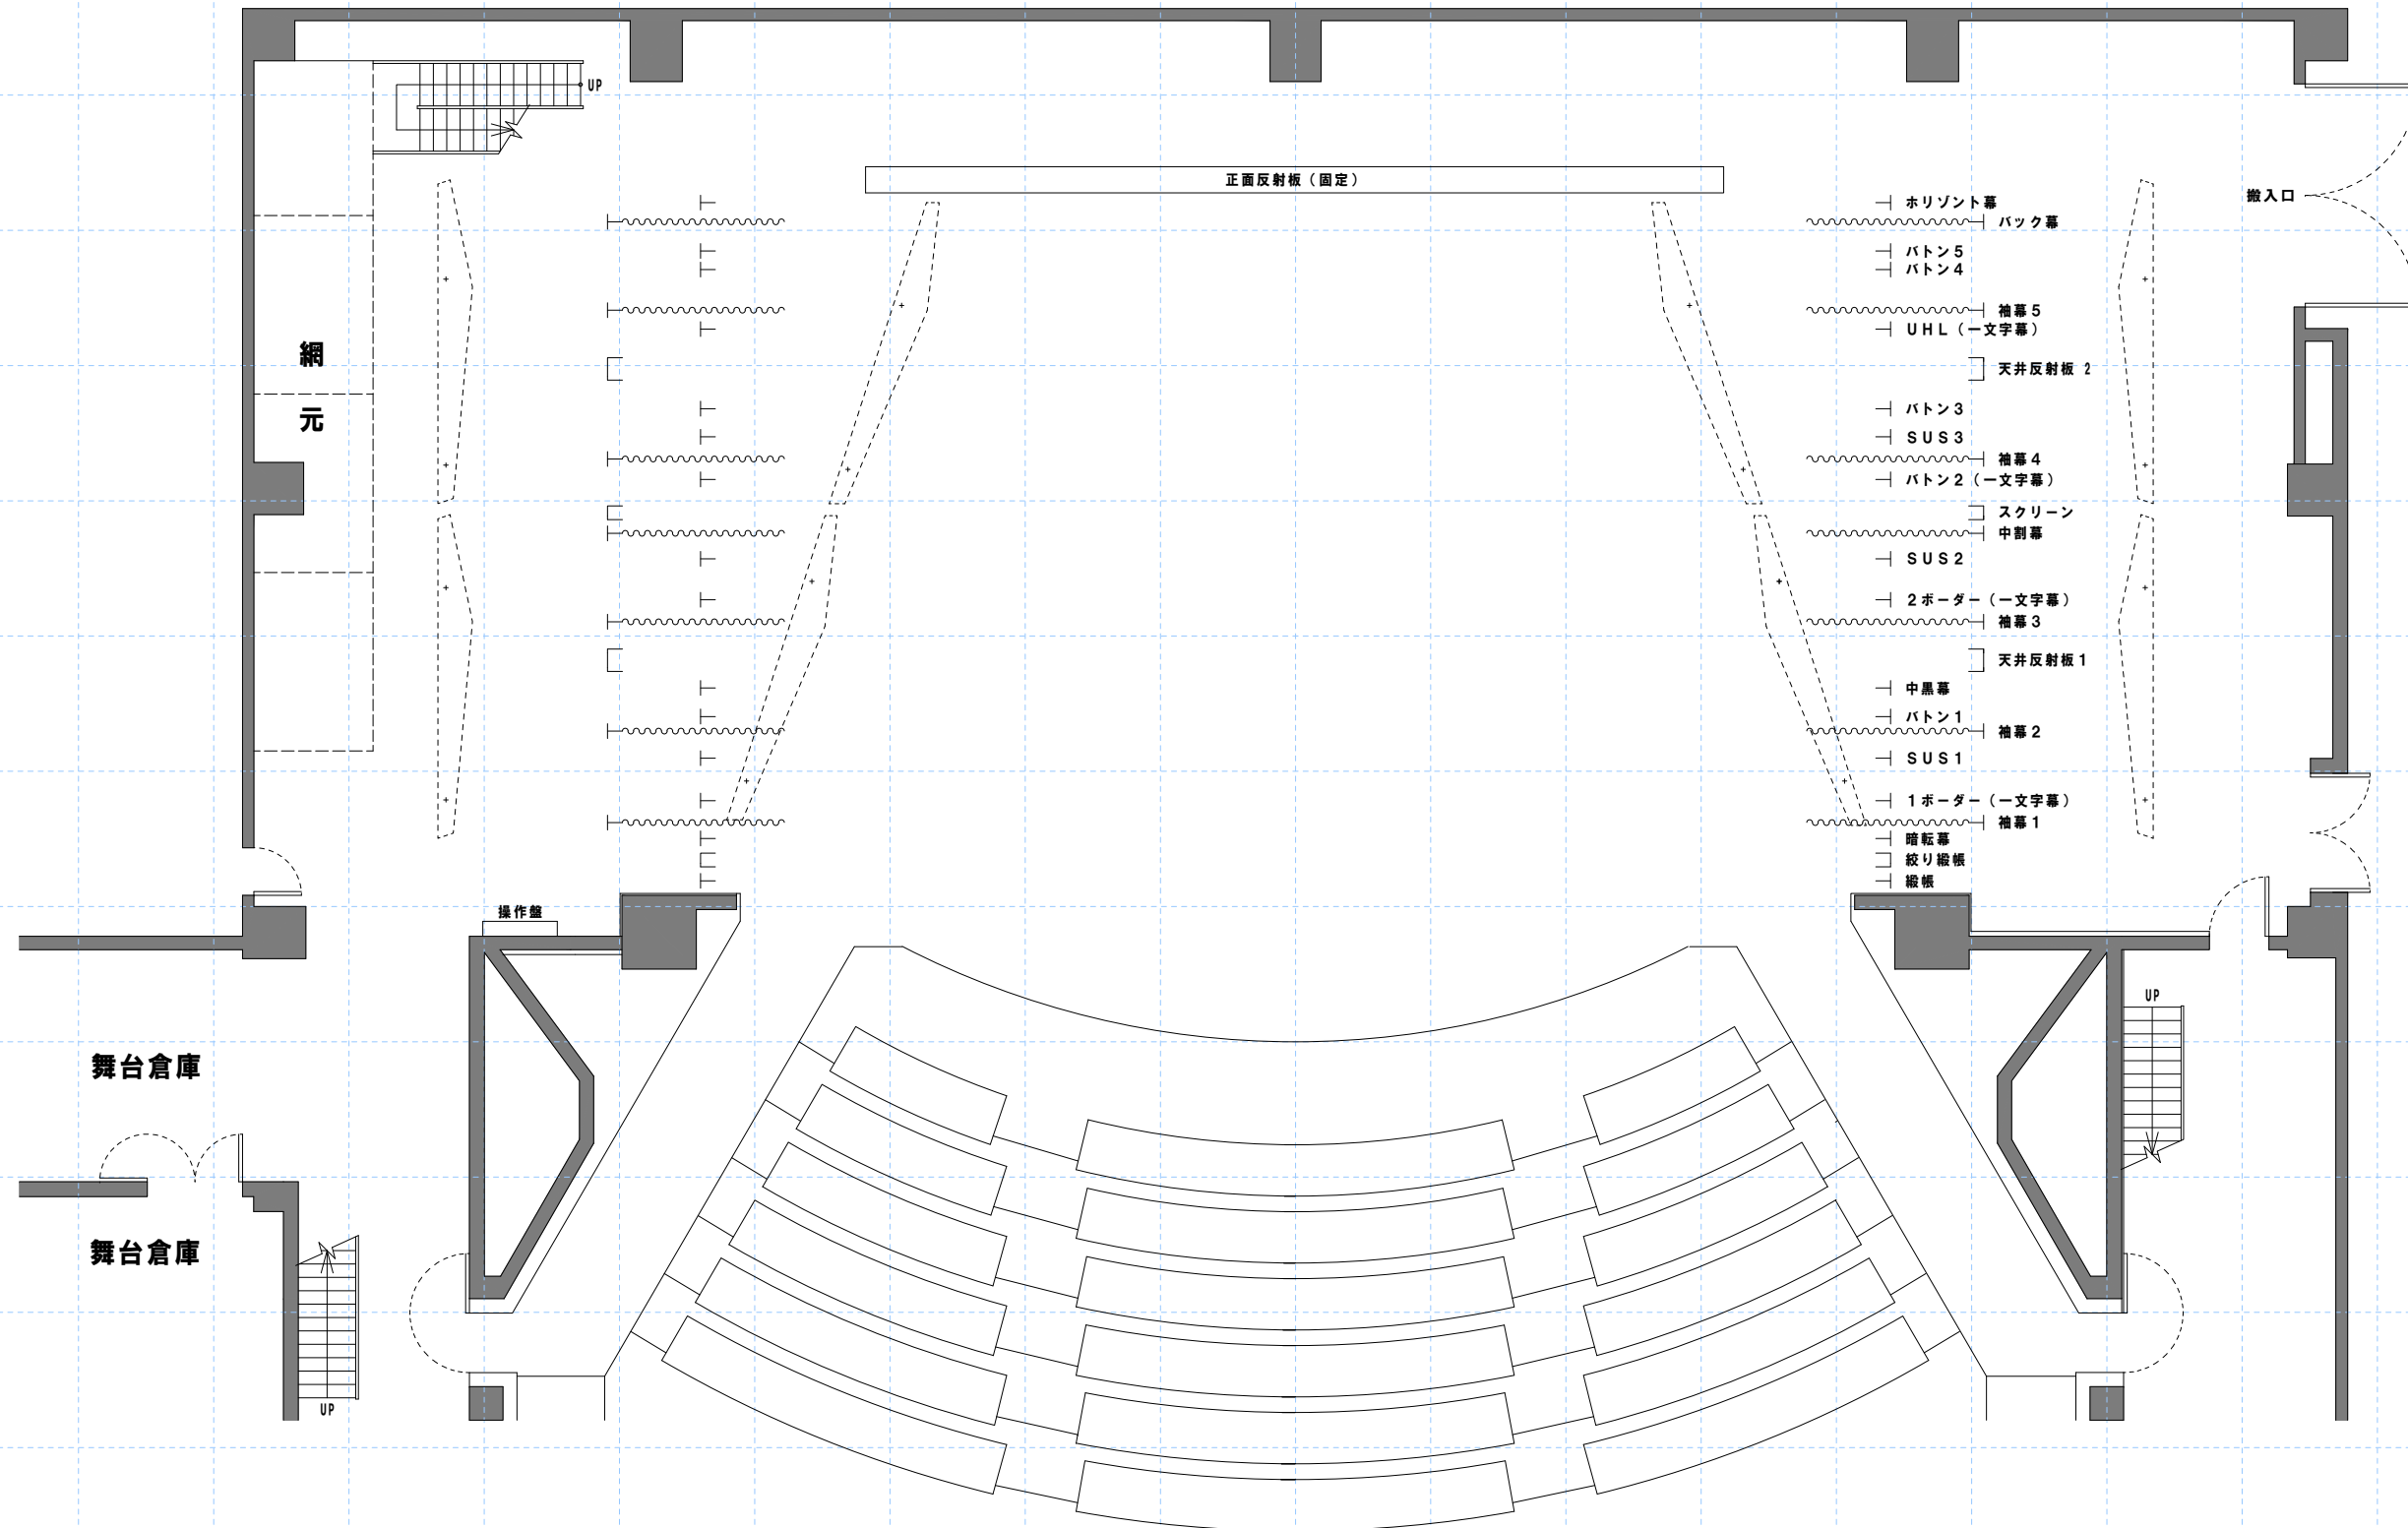 UP
正面反射板（固定）
搬入口
ホリゾント幕
バック幕
バトン５
バトン４
袖幕５
ＵＨＬ（一文字幕）
網
元
天井反射板 2
バトン３
ＳＵＳ３
袖幕４
バトン２（一文字幕）
スクリーン
中割幕
ＳＵＳ２
２ボーダー（一文字幕）
袖幕３
天井反射板１
中黒幕
バトン１
袖幕２
ＳＵＳ１
１ボーダー（一文字幕）
袖幕１
暗転幕
絞り緞帳
緞帳
操作盤
UP
舞台倉庫
舞台倉庫
UP